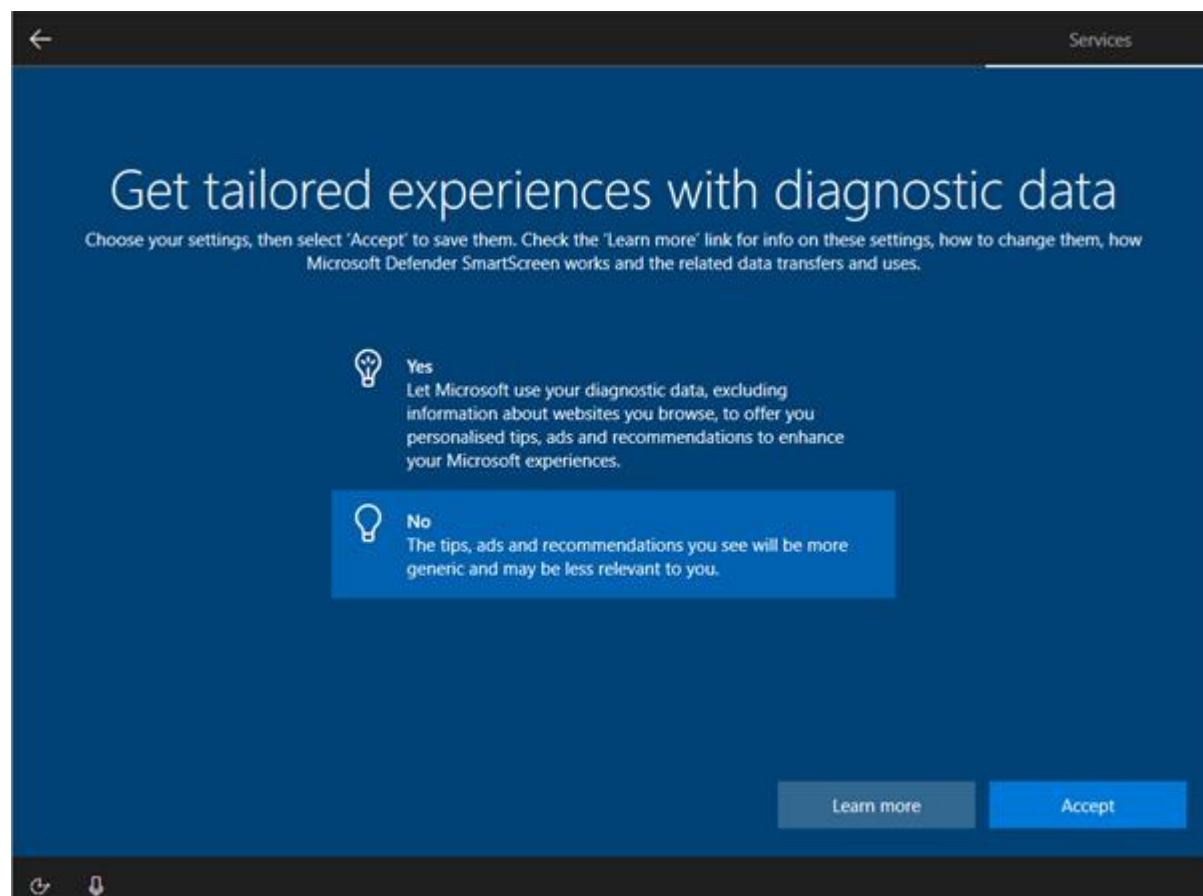 Services
Get tailored experiences with diagnostic data
Choose your settings, then select 'Accept' to save them. Check the 'Learn more' link for info on these settings, how to change them, how
Microsoft Defender SmartScreen works and the related data transfers and uses.
Yes
Let Microsoft use your diagnostic data, excluding
information about websites you browse, to offer you
personalised tips, ads and recommendations to enhance
your Microsoft experiences.
No
The tips, ads and recommendations you see will be more
generic and may be less relevant to you.
Learn more
Accept